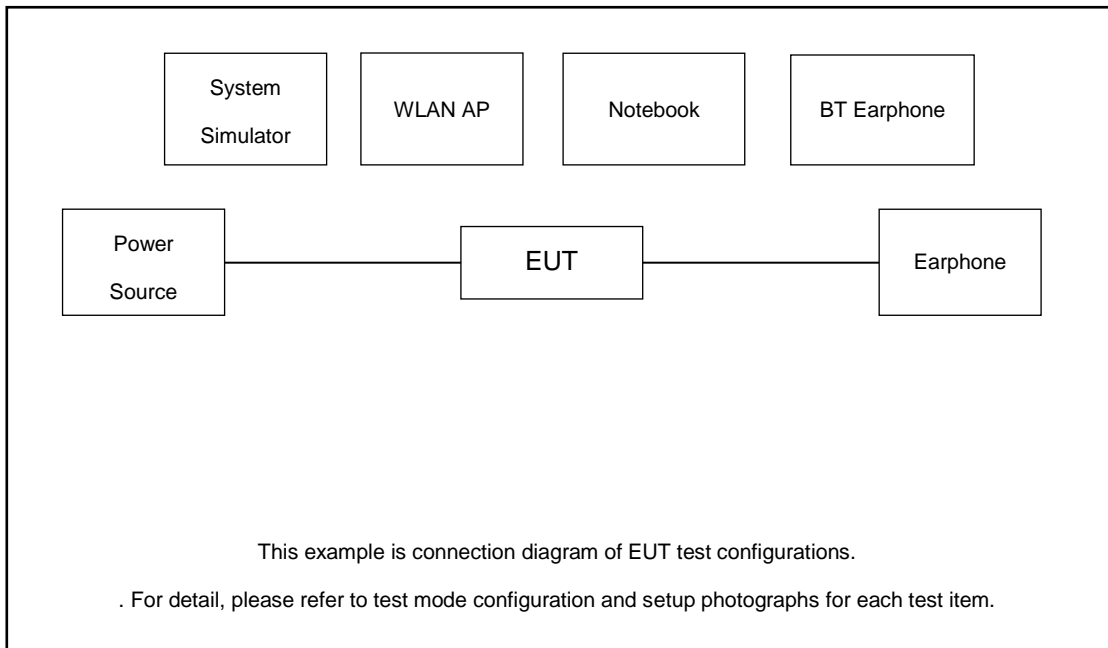 System
Simulator
WLAN AP
Notebook
BT Earphone
Power
Source
EUT
Earphone
This example is connection diagram of EUT test configurations.
. For detail, please refer to test mode configuration and setup photographs for each test item.